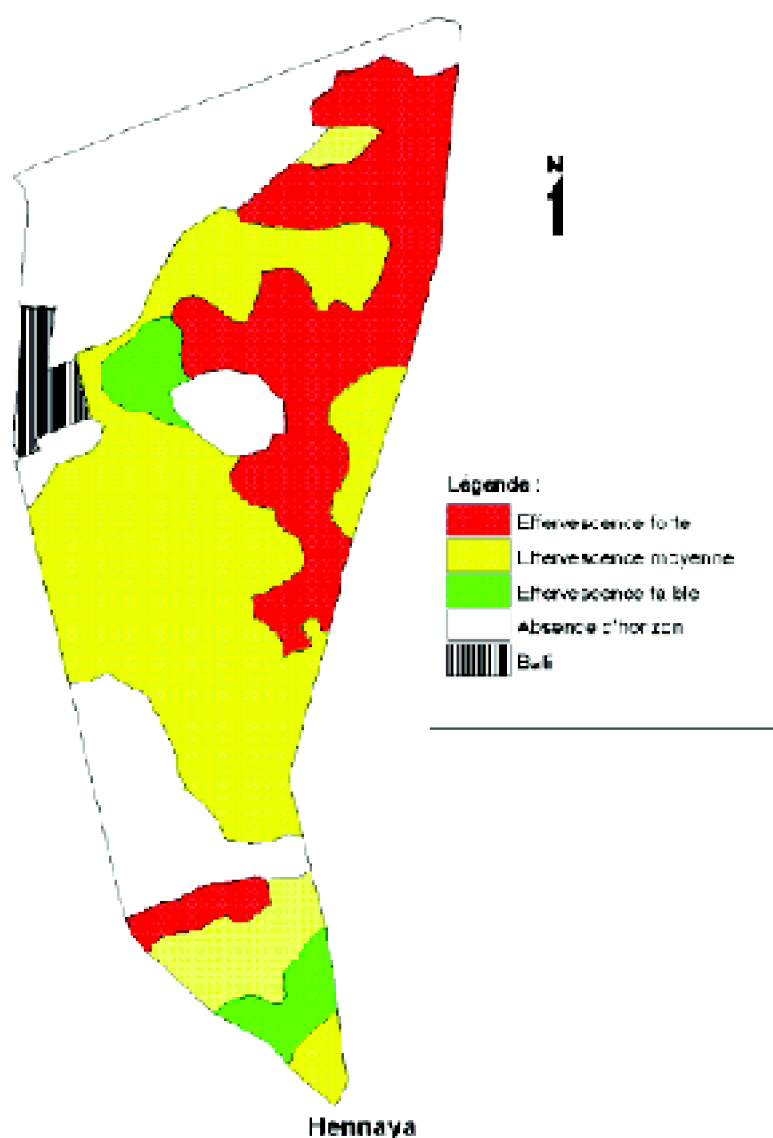 N
Légende :
Effervescence forte
Effervescence moyenne
Effervescence faible
Absence d'horizon
Bati
Hennaya